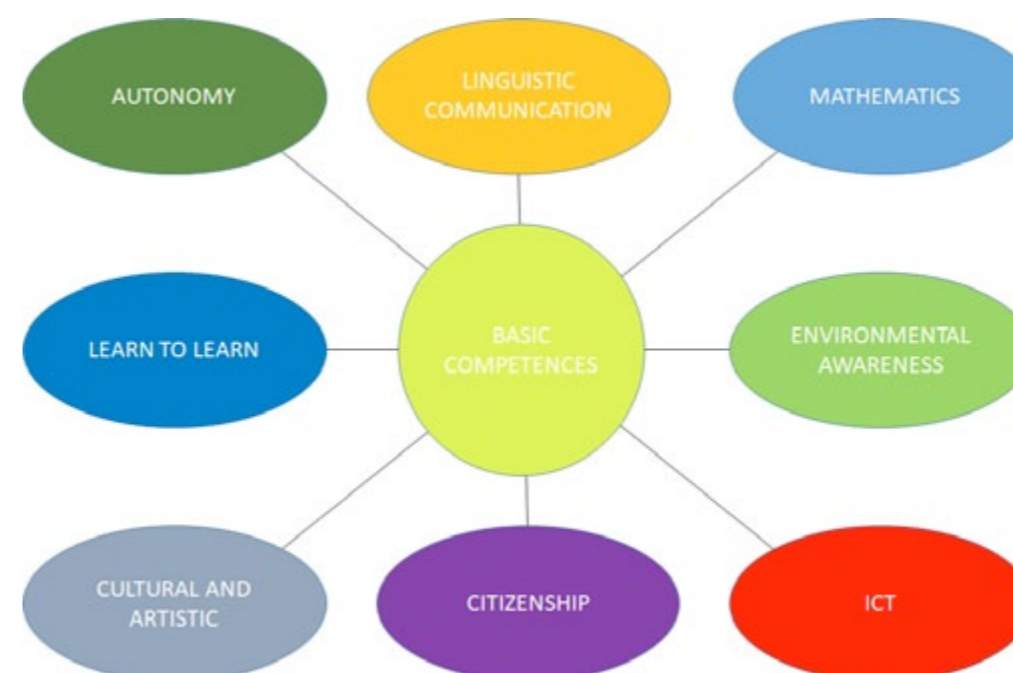 AUTONOMY
LINGUISTIC
COMMUNICATION
MATHEMATICS
LEARN TO LEARN
BASIC
COMPETENCES
ENVIRONMENTAL
AWARENESS
CULTURAL AND
ARTISTIC
CITIZENSHIP
ICT